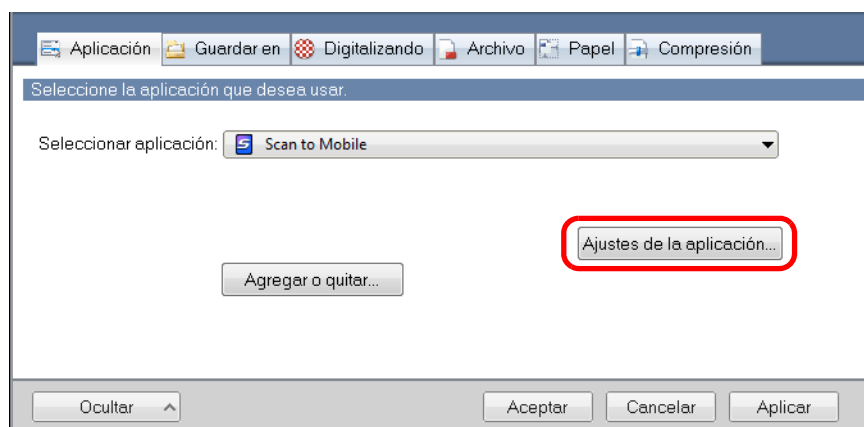 Aplicación Guardar en Digitalizando Archivo Papel Compresión
Seleccione la aplicación que desea usar.
Seleccionar aplicación: Scan to Mobile
Ajustes de la aplicación...
Agregar o quitar...
Ocultar Aceptar Cancelar Aplicar